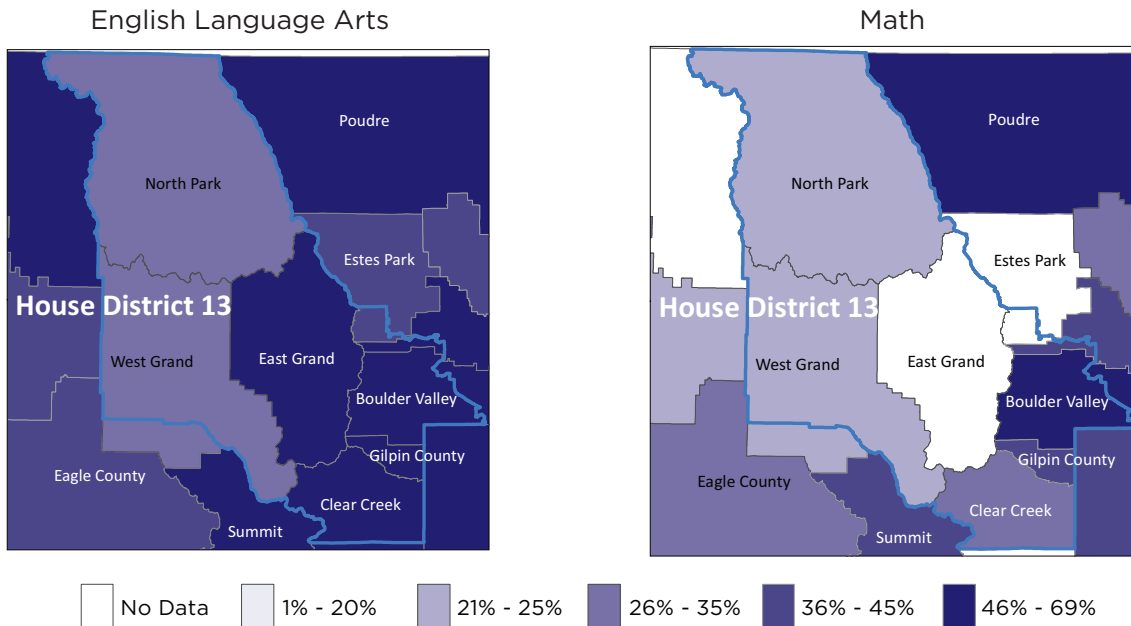 English Language Arts
Poudre
North Park
Estes Park
House District 13
West Grand
East Grand
Boulder Valley
Gilpin County
Eagle County
Clear Creek
Summit
Math
Poudre
North Park
Estes Park
House District 13
West Grand
East Grand
Boulder Valley
Gilpin County
Eagle County
Clear Creek
Summit
No Data
1% - 20%
21% - 25%
26% - 35%
36% - 45%
46% - 69%